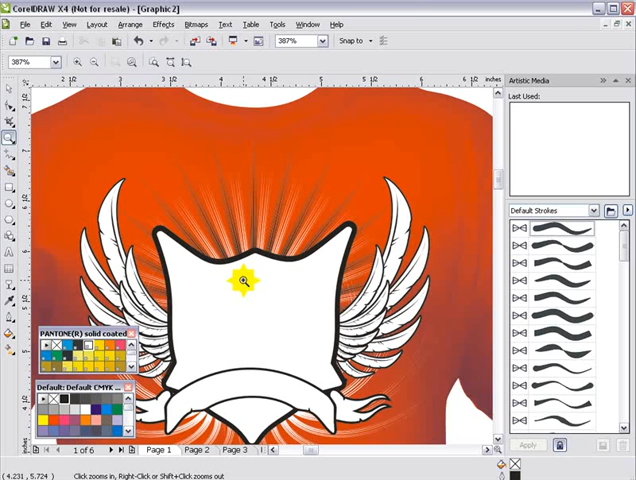 CorelDRAW X4 (Not for resale) - [Graphic2]
File Edit View Layout Arrange Effects Bitmaps Text Table Tools Window Help
387% Snap to
387%
inches
Artistic Media
Last Used:
Default Strokes
PANTONE(R) solid coated
Default: Default CMYK ...
1 of 6 Page 1 Page 2 Page 3
Apply
( 4.231 , 5.724 ) Click zooms in, Right-Click or Shift+Click zooms out